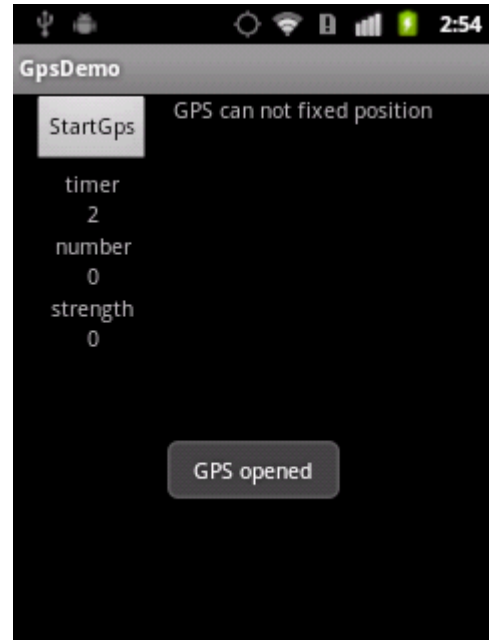 2:54
GpsDemo
StartGps
GPS can not fixed position
timer
2
number
0
strength
0
GPS opened